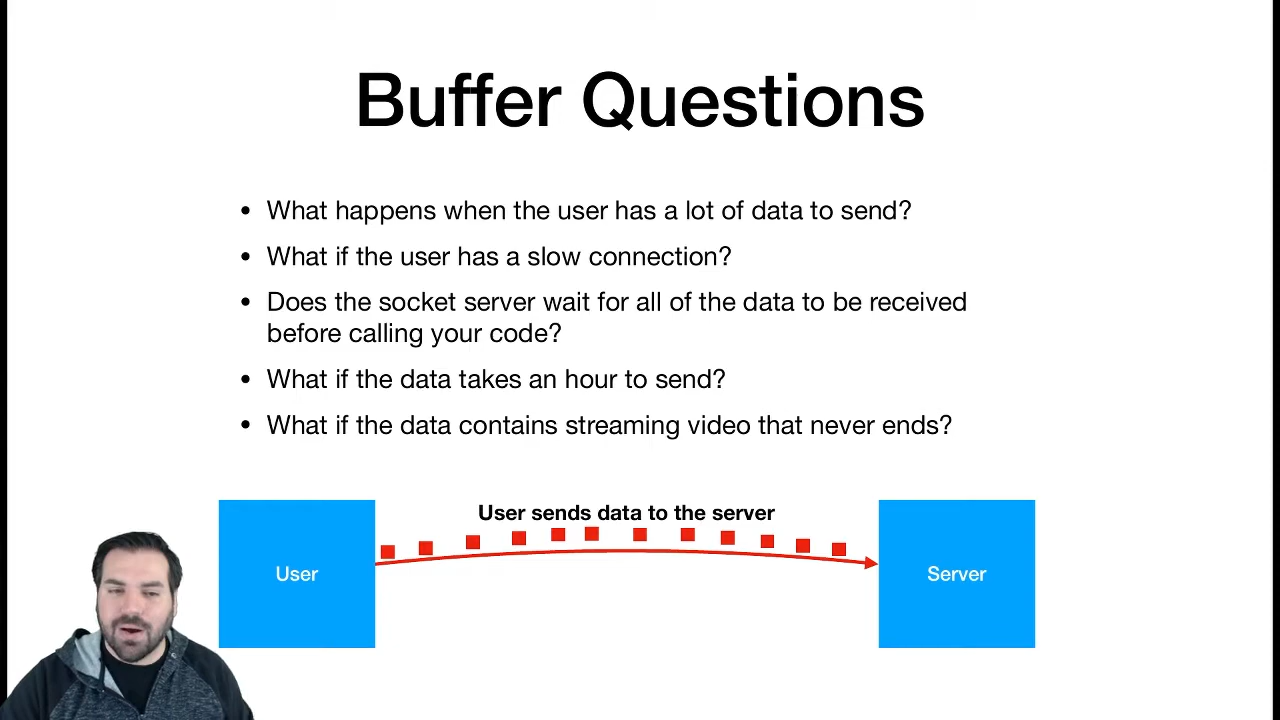 Buffer Questions
• What happens when the user has a lot of data to send?
• What if the user has a slow connection?
• Does the socket server wait for all of the data to be received
before calling your code?
• What if the data takes an hour to send?
• What if the data contains streaming video that never ends?
User sends data to the server
User
Server